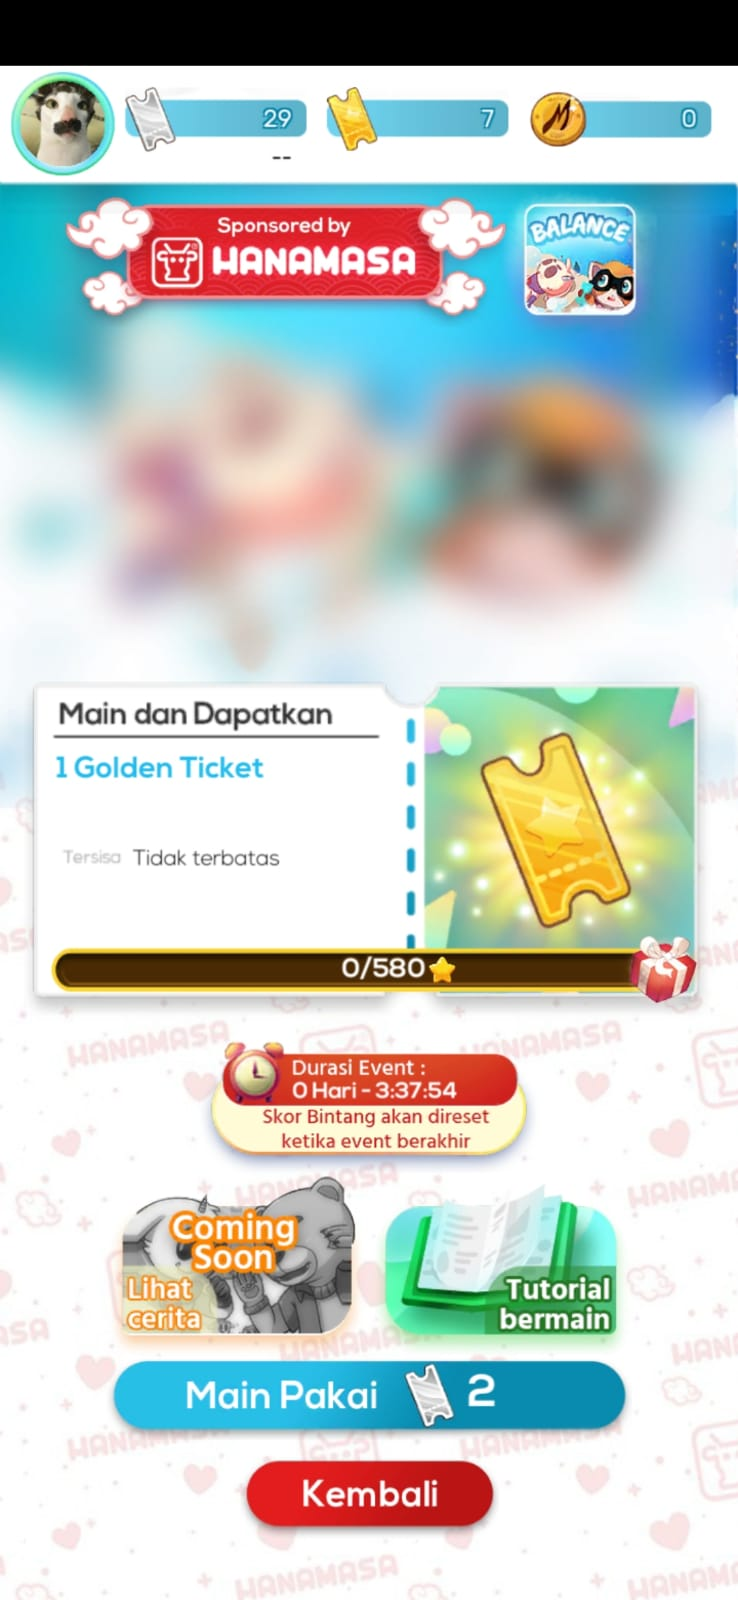 29
7
0
--
Sponsored by
HANAMASA
BALANCE
Main dan Dapatkan
1 Golden Ticket
Tersisa Tidak terbatas
0/580
Durasi Event :
0 Hari - 3:37:54
Skor Bintang akan direset
ketika event berakhir
Coming
Soon
Lihat
cerita
Tutorial
bermain
Main Pakai 2
Kembali
HANAMASA